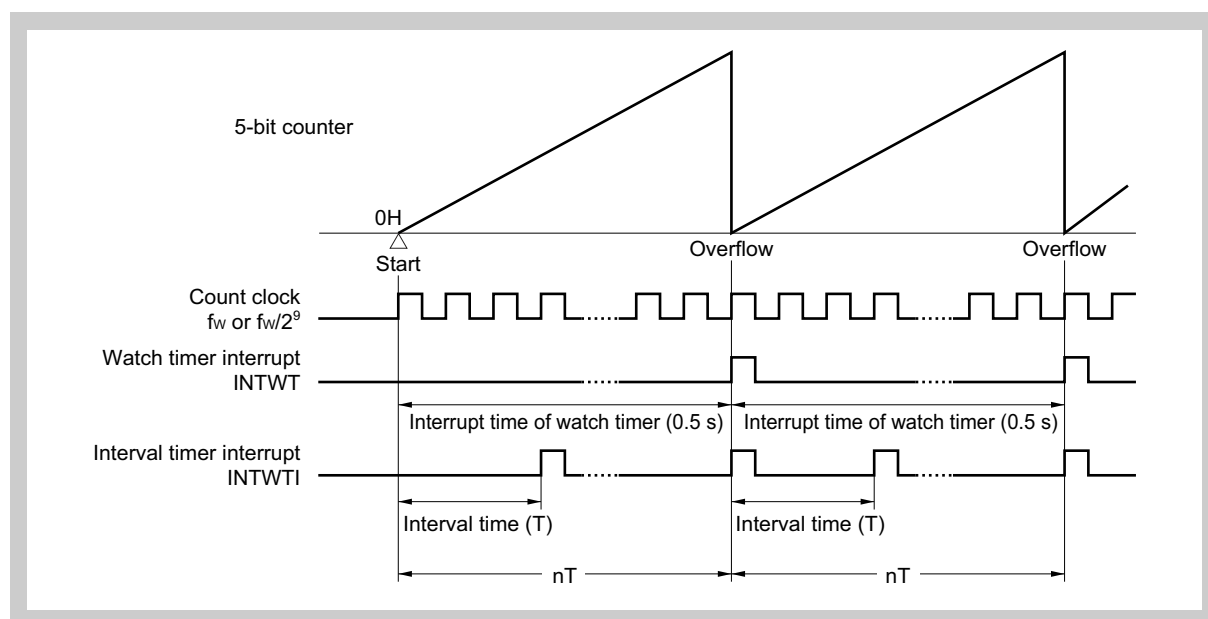 5-bit counter
0H
Start
Overflow
Overflow
Count clock
fW or fW/2⁹
Watch timer interrupt
INTWT
Interrupt time of watch timer (0.5 s)
Interrupt time of watch timer (0.5 s)
Interval timer interrupt
INTWTI
Interval time (T)
Interval time (T)
nT
nT